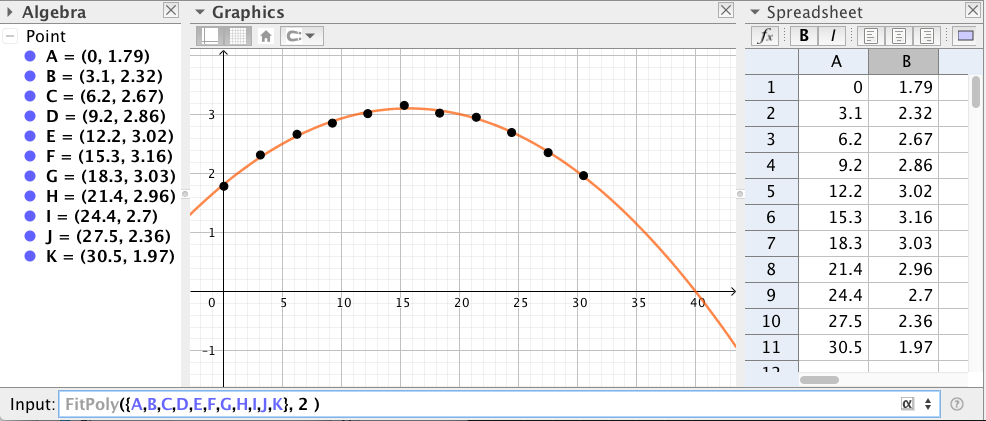 Algebra
Point
A = (0, 1.79)
B = (3.1, 2.32)
C = (6.2, 2.67)
D = (9.2, 2.86)
E = (12.2, 3.02)
F = (15.3, 3.16)
G = (18.3, 3.03)
H = (21.4, 2.96)
I = (24.4, 2.7)
J = (27.5, 2.36)
K = (30.5, 1.97)
Graphics
3
2
1
0 5 10 15 20 25 30 35 40
-1
Spreadsheet
fx B I
A B
1 0 1.79
2 3.1 2.32
3 6.2 2.67
4 9.2 2.86
5 12.2 3.02
6 15.3 3.16
7 18.3 3.03
8 21.4 2.96
9 24.4 2.7
10 27.5 2.36
11 30.5 1.97
Input: FitPoly({A,B,C,D,E,F,G,H,I,J,K}, 2 ) α ?